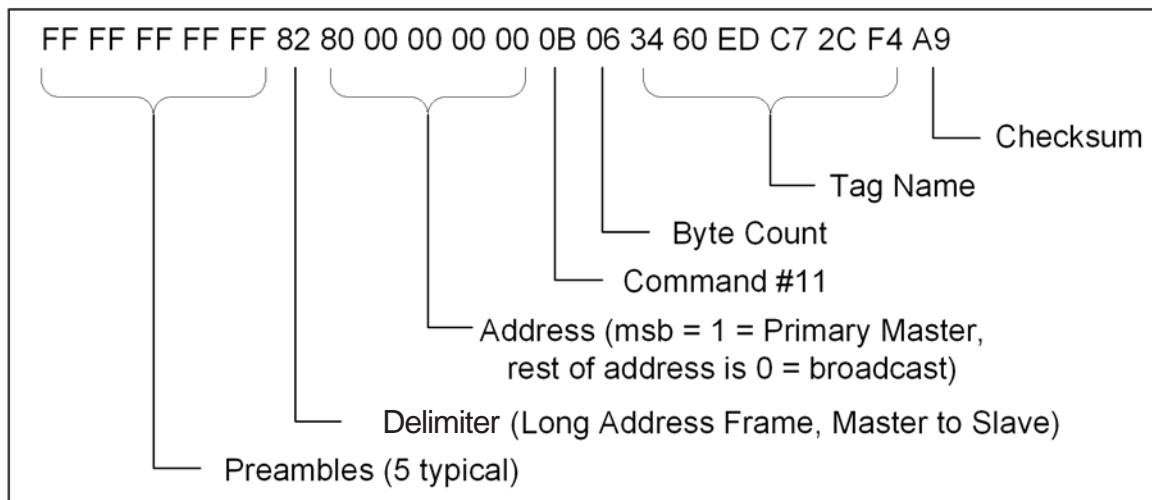 FF FF FF FF FF 82 80 00 00 00 00 0B 06 34 60 ED C7 2C F4 A9
Checksum
Tag Name
Byte Count
Command #11
Address (msb = 1 = Primary Master,
rest of address is 0 = broadcast)
Delimiter (Long Address Frame, Master to Slave)
Preambles (5 typical)